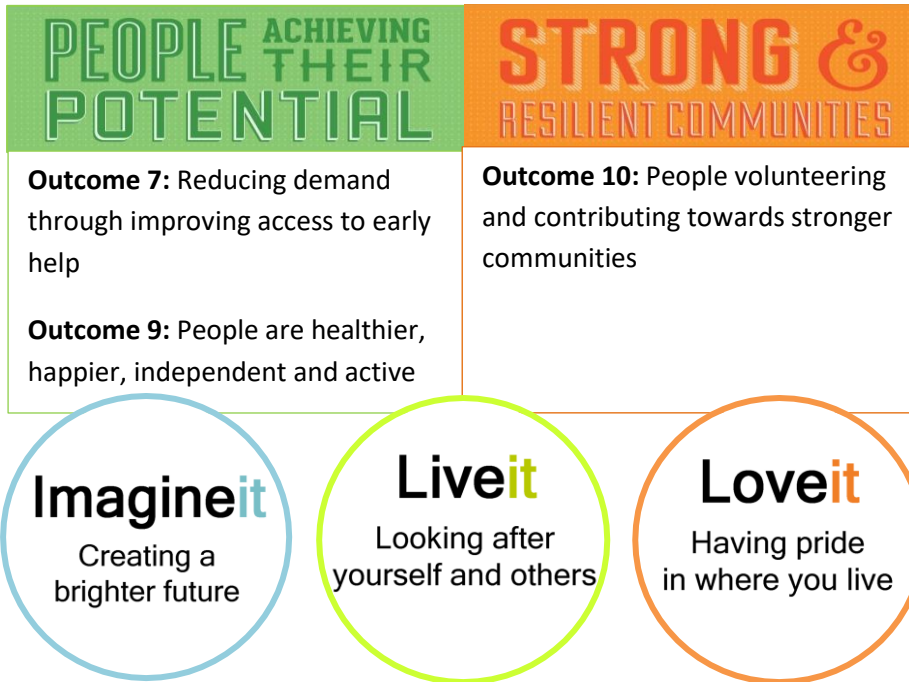 PEOPLE ACHIEVING THEIR
POTENTIAL
STRONG &
RESILIENT COMMUNITIES
Outcome 7: Reducing demand
through improving access to early
help
Outcome 9: People are healthier,
happier, independent and active
Outcome 10: People volunteering
and contributing towards stronger
communities
Imagineit
Creating a
brighter future
Liveit
Looking after
yourself and others
Loveit
Having pride
in where you live